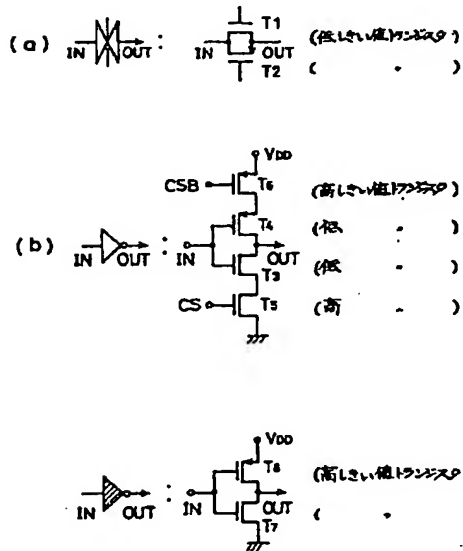 T1
(a) IN OUT : IN OUT (低しきい値トランジスタ)
T2 ( 〃 )
VDD
CSB T6 (高しきい値トランジスタ)
T4 (低 〃 )
(b) IN OUT : IN OUT
T3 (低 〃 )
CS T5 (高 〃 )
VDD
T8 (高しきい値トランジスタ
IN OUT : IN OUT
T7 ( 〃